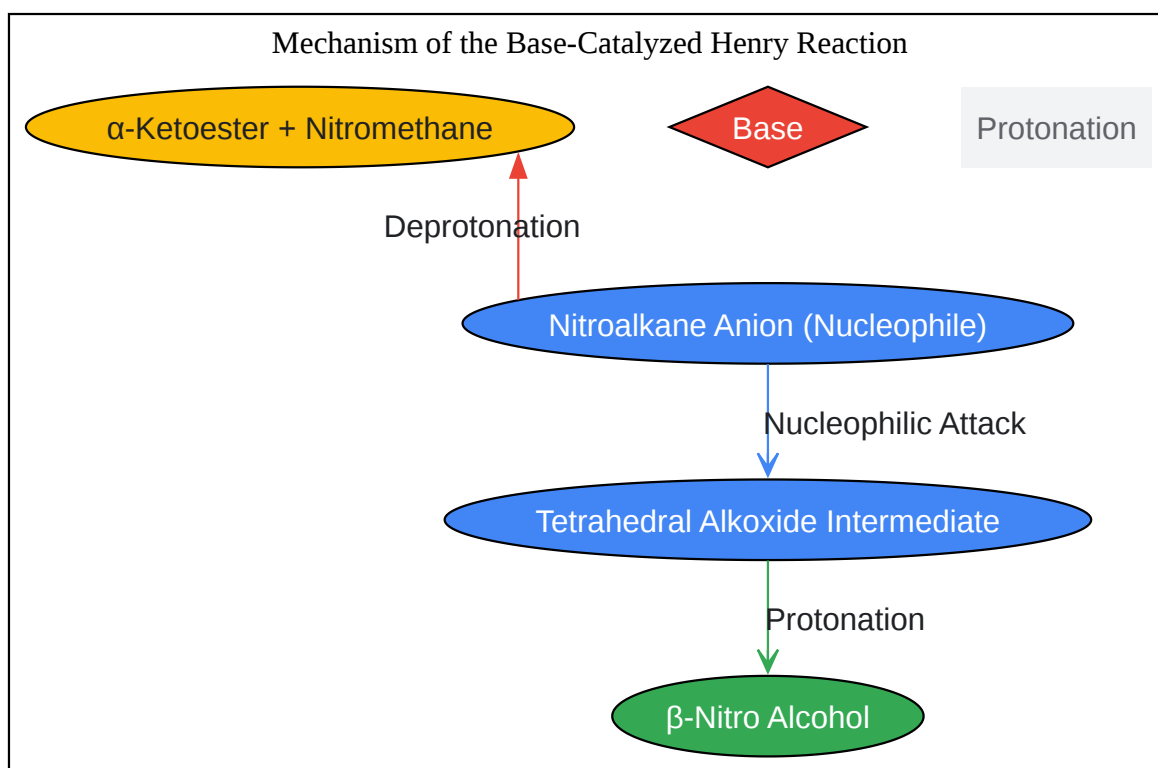 Mechanism of the Base-Catalyzed Henry Reaction
α-Ketoester + Nitromethane
Base
Protonation
Deprotonation
Nitroalkane Anion (Nucleophile)
Nucleophilic Attack
Tetrahedral Alkoxide Intermediate
Protonation
β-Nitro Alcohol